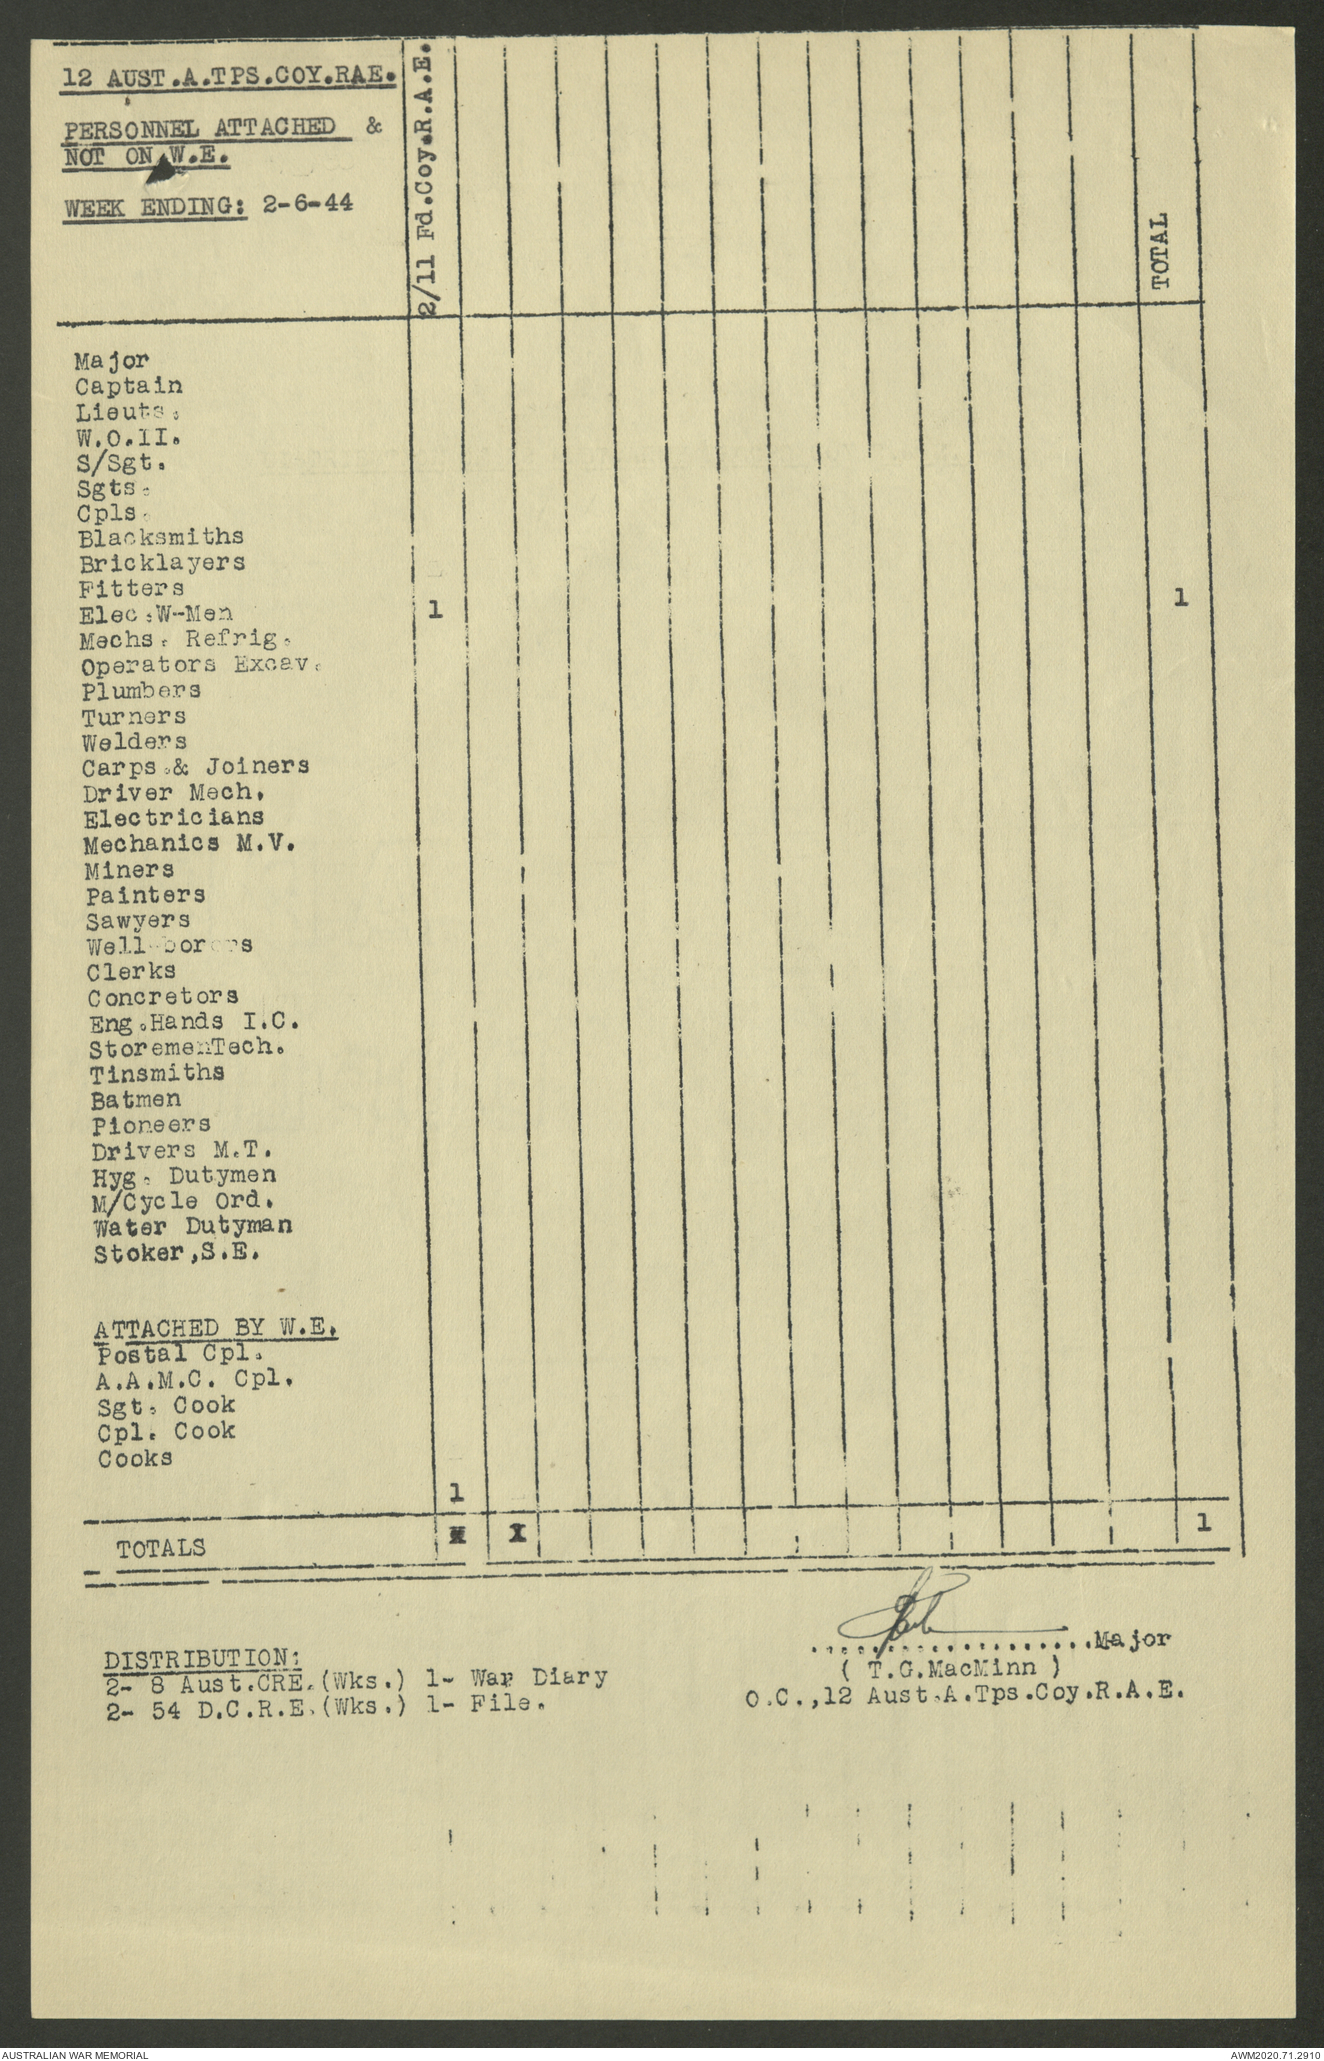 12 AUST.A.TPS.COY.RAE.
PERSONNEL ATTACHED &
NOT ON W.E.
WEEK ENDING: 2-6-44
2/11 Fd.Coy.R.A.E.
TOTAL
Major
Captain
Lieuts.
W.O.II.
S/Sgt.
Sgts.
Cpls.
Blacksmiths
Bricklayers
Fitters
Elec.W-Men 1 1
Mechs. Refrig.
Operators Excav.
Plumbers
Turners
Welders
Carps.& Joiners
Driver Mech.
Electricians
Mechanics M.V.
Miners
Painters
Sawyers
Well-borers
Clerks
Concretors
Eng.Hands I.C.
StoremenTech.
Tinsmiths
Batmen
Pioneers
Drivers M.T.
Hyg. Dutymen
M/Cycle Ord.
Water Dutyman
Stoker,S.E.
ATTACHED BY W.E.
Postal Cpl.
A.A.M.C. Cpl.
Sgt. Cook
Cpl. Cook
Cooks
1
TOTALS 1
..................Major
( T.G.MacMinn )
O.C.,12 Aust.A.Tps.Coy.R.A.E.
DISTRIBUTION:
2- 8 Aust.CRE.(Wks.) 1- War Diary
2- 54 D.C.R.E.(Wks.) 1- File.
AUSTRALIAN WAR MEMORIAL
AWM2020.71.2910